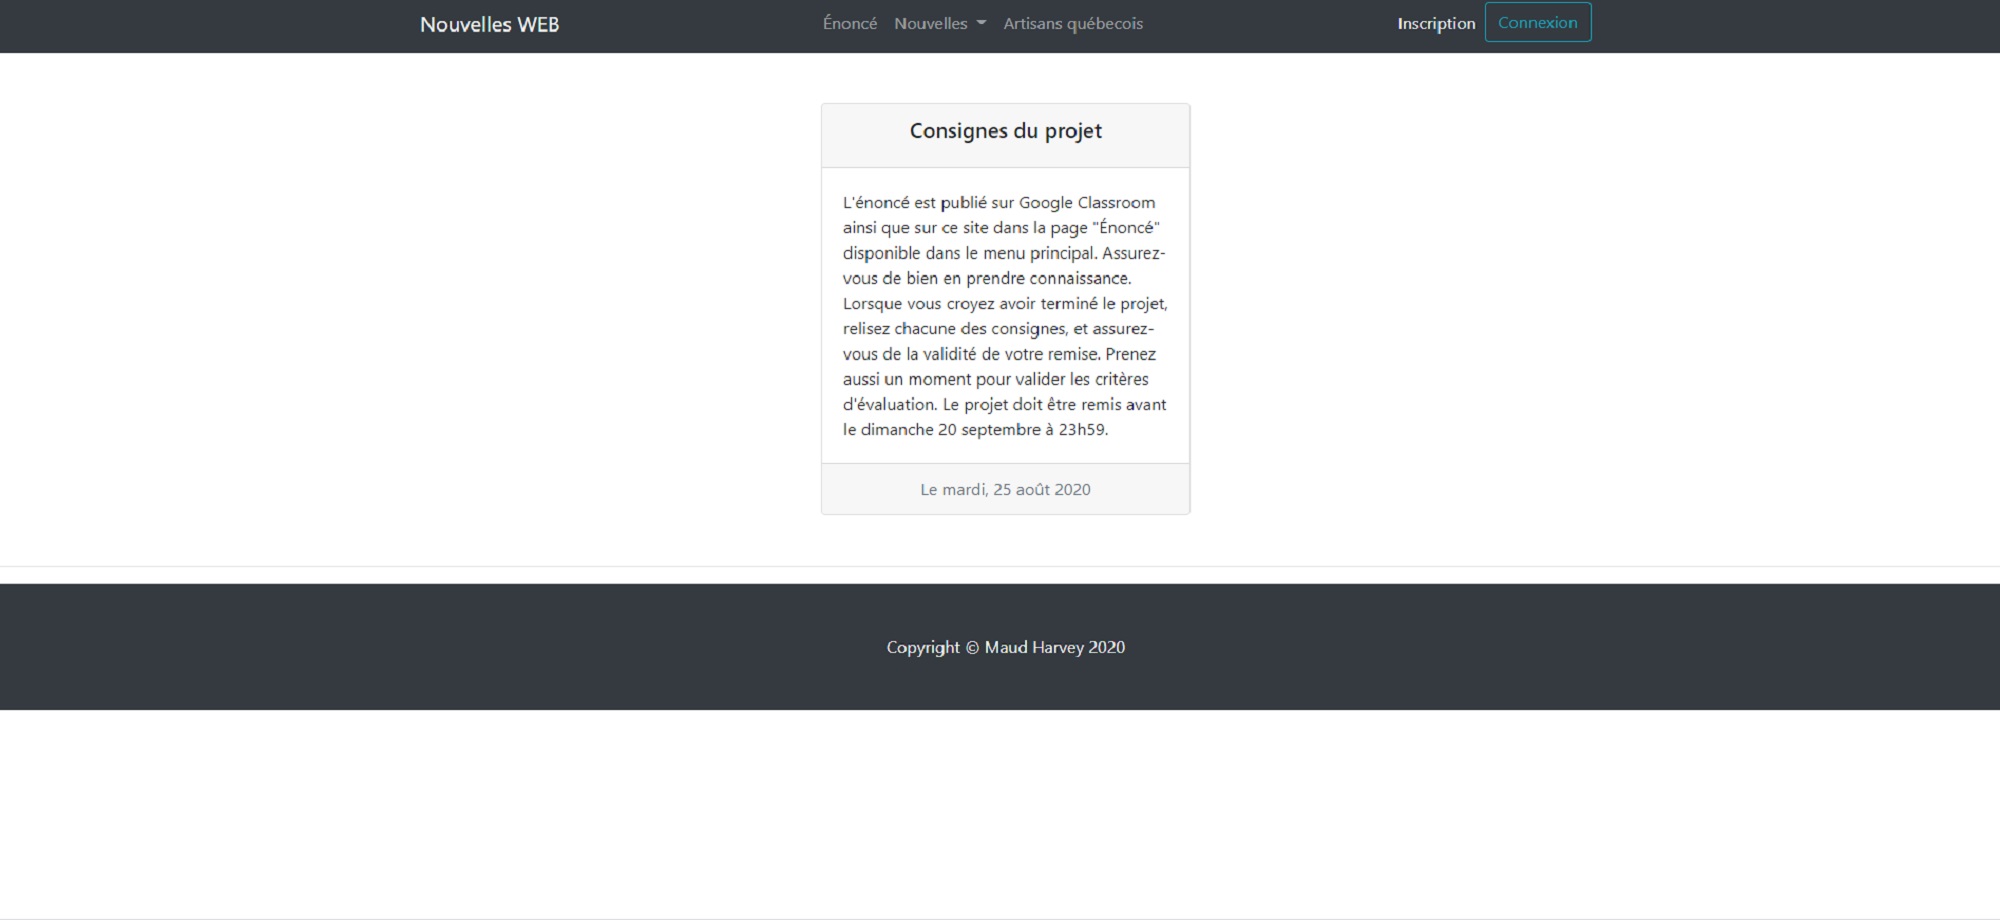 Nouvelles WEB
Énoncé Nouvelles Artisans québecois
Inscription Connexion
Consignes du projet
L'énoncé est publié sur Google Classroom
ainsi que sur ce site dans la page "Énoncé"
disponible dans le menu principal. Assurez-
vous de bien en prendre connaissance.
Lorsque vous croyez avoir terminé le projet,
relisez chacune des consignes, et assurez-
vous de la validité de votre remise. Prenez
aussi un moment pour valider les critères
d'évaluation. Le projet doit être remis avant
le dimanche 20 septembre à 23h59.
Le mardi, 25 août 2020
Copyright © Maud Harvey 2020